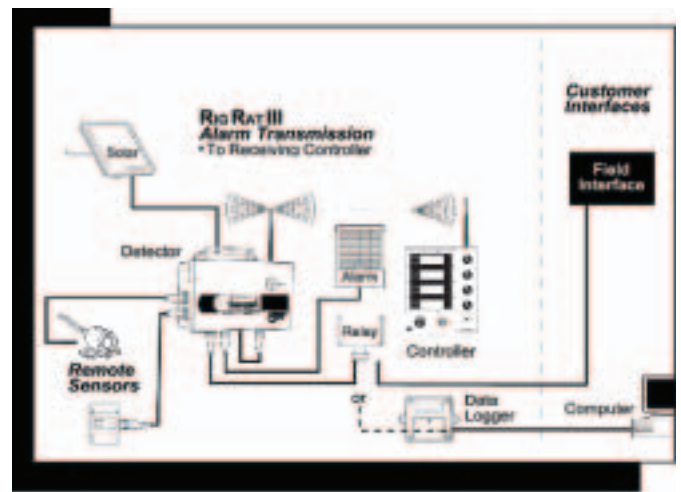 RIG RAT III
Alarm Transmission
*To Receiving Controller
Customer
Interfaces
Solar
Field
Interface
Detector
Alarm
Relay
Controller
Remote
Sensors
or
Data
Logger
Computer